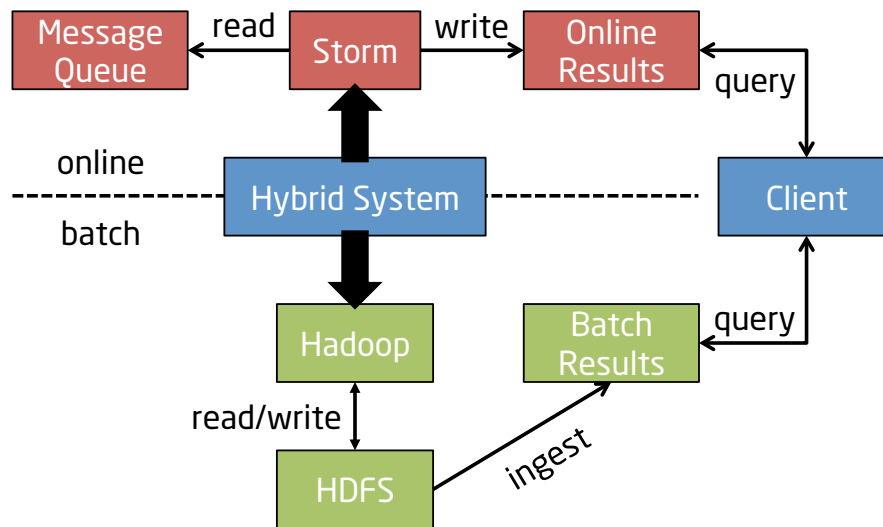 Message
Queue
read
Storm
write
Online
Results
query
online
Hybrid System
Client
batch
Hadoop
Batch
Results
query
read/write
ingest
HDFS